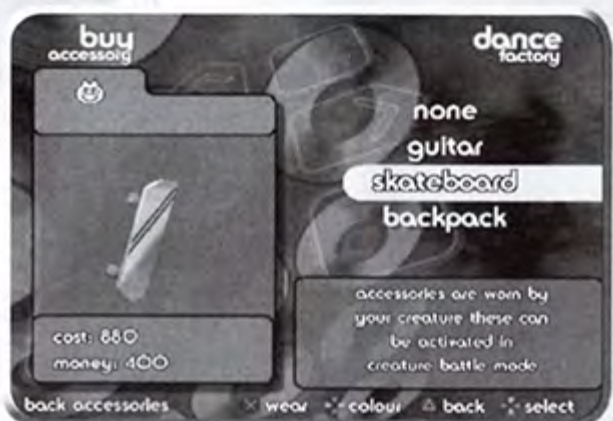 buy
accessory
dance
factory
none
guitar
skateboard
backpack
cost: 880
money: 400
accessories are worn by
your creature these can
be activated in
creature battle mode
back accessories
wear
colour
back
select